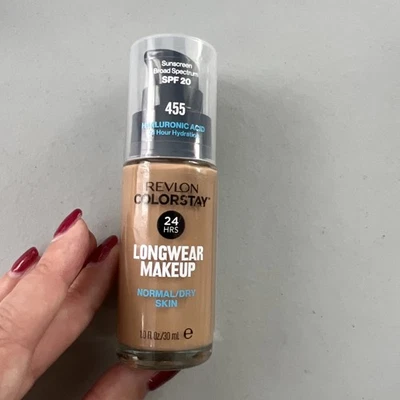 Sunscreen
Broad Spectrum
SPF 20
455
HYALURONIC ACID
Hour Hydration
REVLON
COLORSTAY™
24
HRS
LONGWEAR
MAKEUP
NORMAL/DRY
SKIN
1.0 fl oz/30 mL e